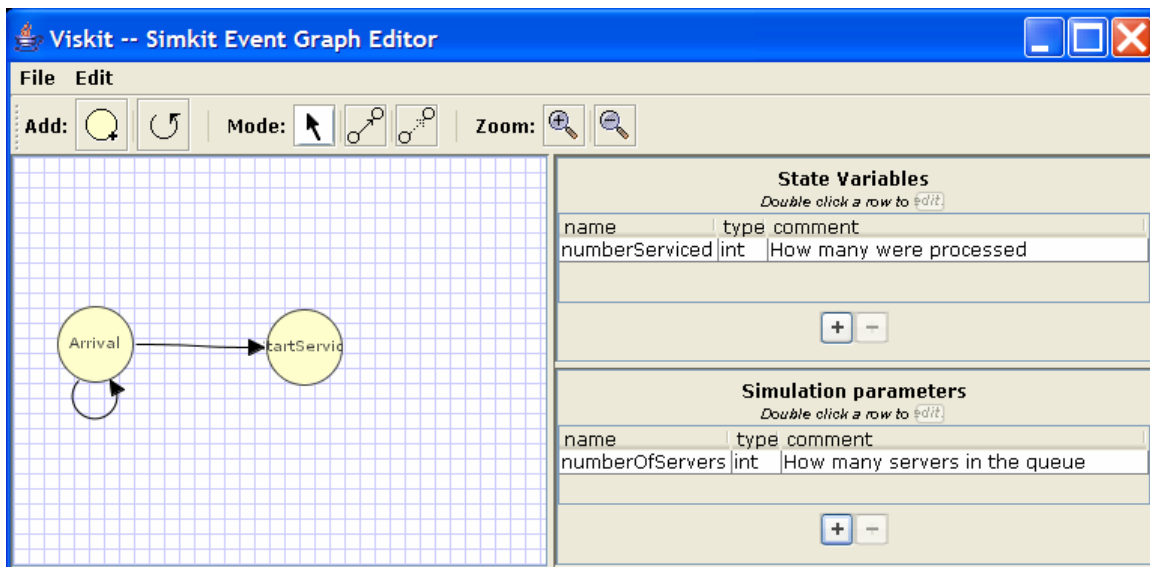 Viskit -- Simkit Event Graph Editor
File Edit
Add: Mode: Zoom:
Arrival
tartServic
State Variables
Double click a row to edit.
name type comment
numberServiced int How many were processed
+ -
Simulation parameters
Double click a row to edit.
name type comment
numberOfServers int How many servers in the queue
+ -